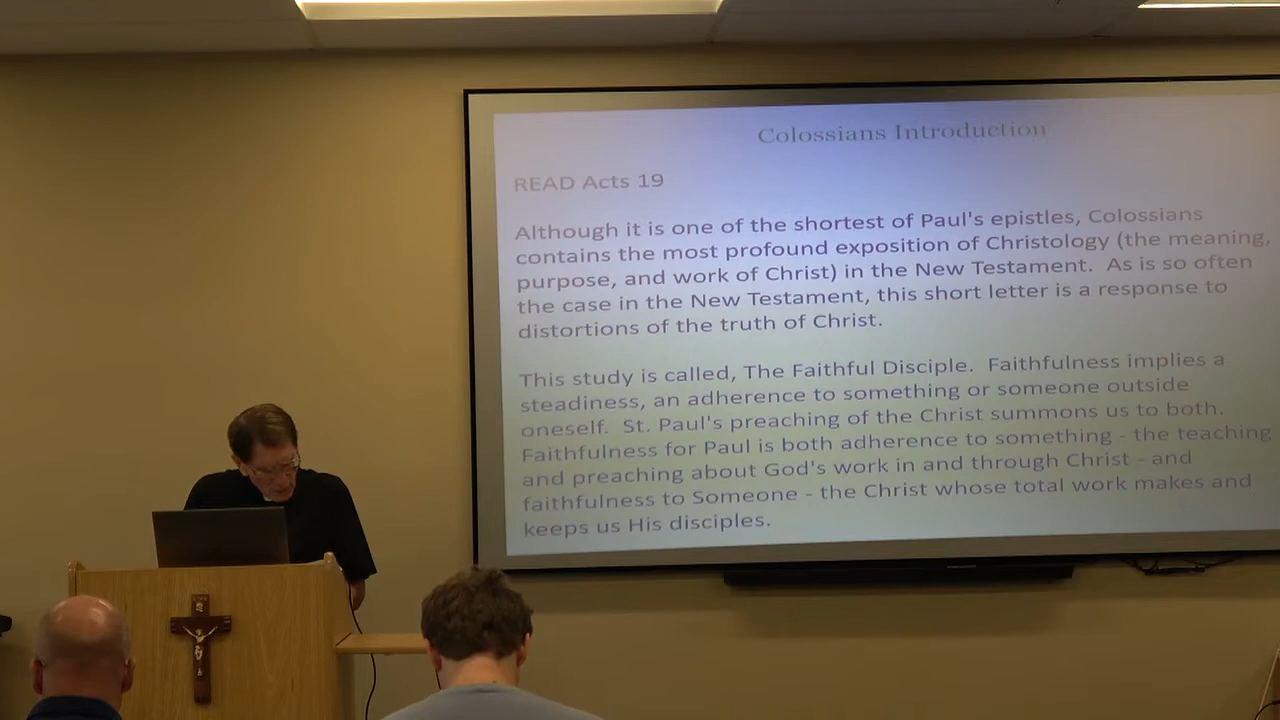 Colossians Introduction
READ Acts 19
Although it is one of the shortest of Paul's epistles, Colossians
contains the most profound exposition of Christology (the meaning,
purpose, and work of Christ) in the New Testament. As is so often
the case in the New Testament, this short letter is a response to
distortions of the truth of Christ.
This study is called, The Faithful Disciple. Faithfulness implies a
steadiness, an adherence to something or someone outside
oneself. St. Paul's preaching of the Christ summons us to both.
Faithfulness for Paul is both adherence to something - the teaching
and preaching about God's work in and through Christ - and
faithfulness to Someone - the Christ whose total work makes and
keeps us His disciples.